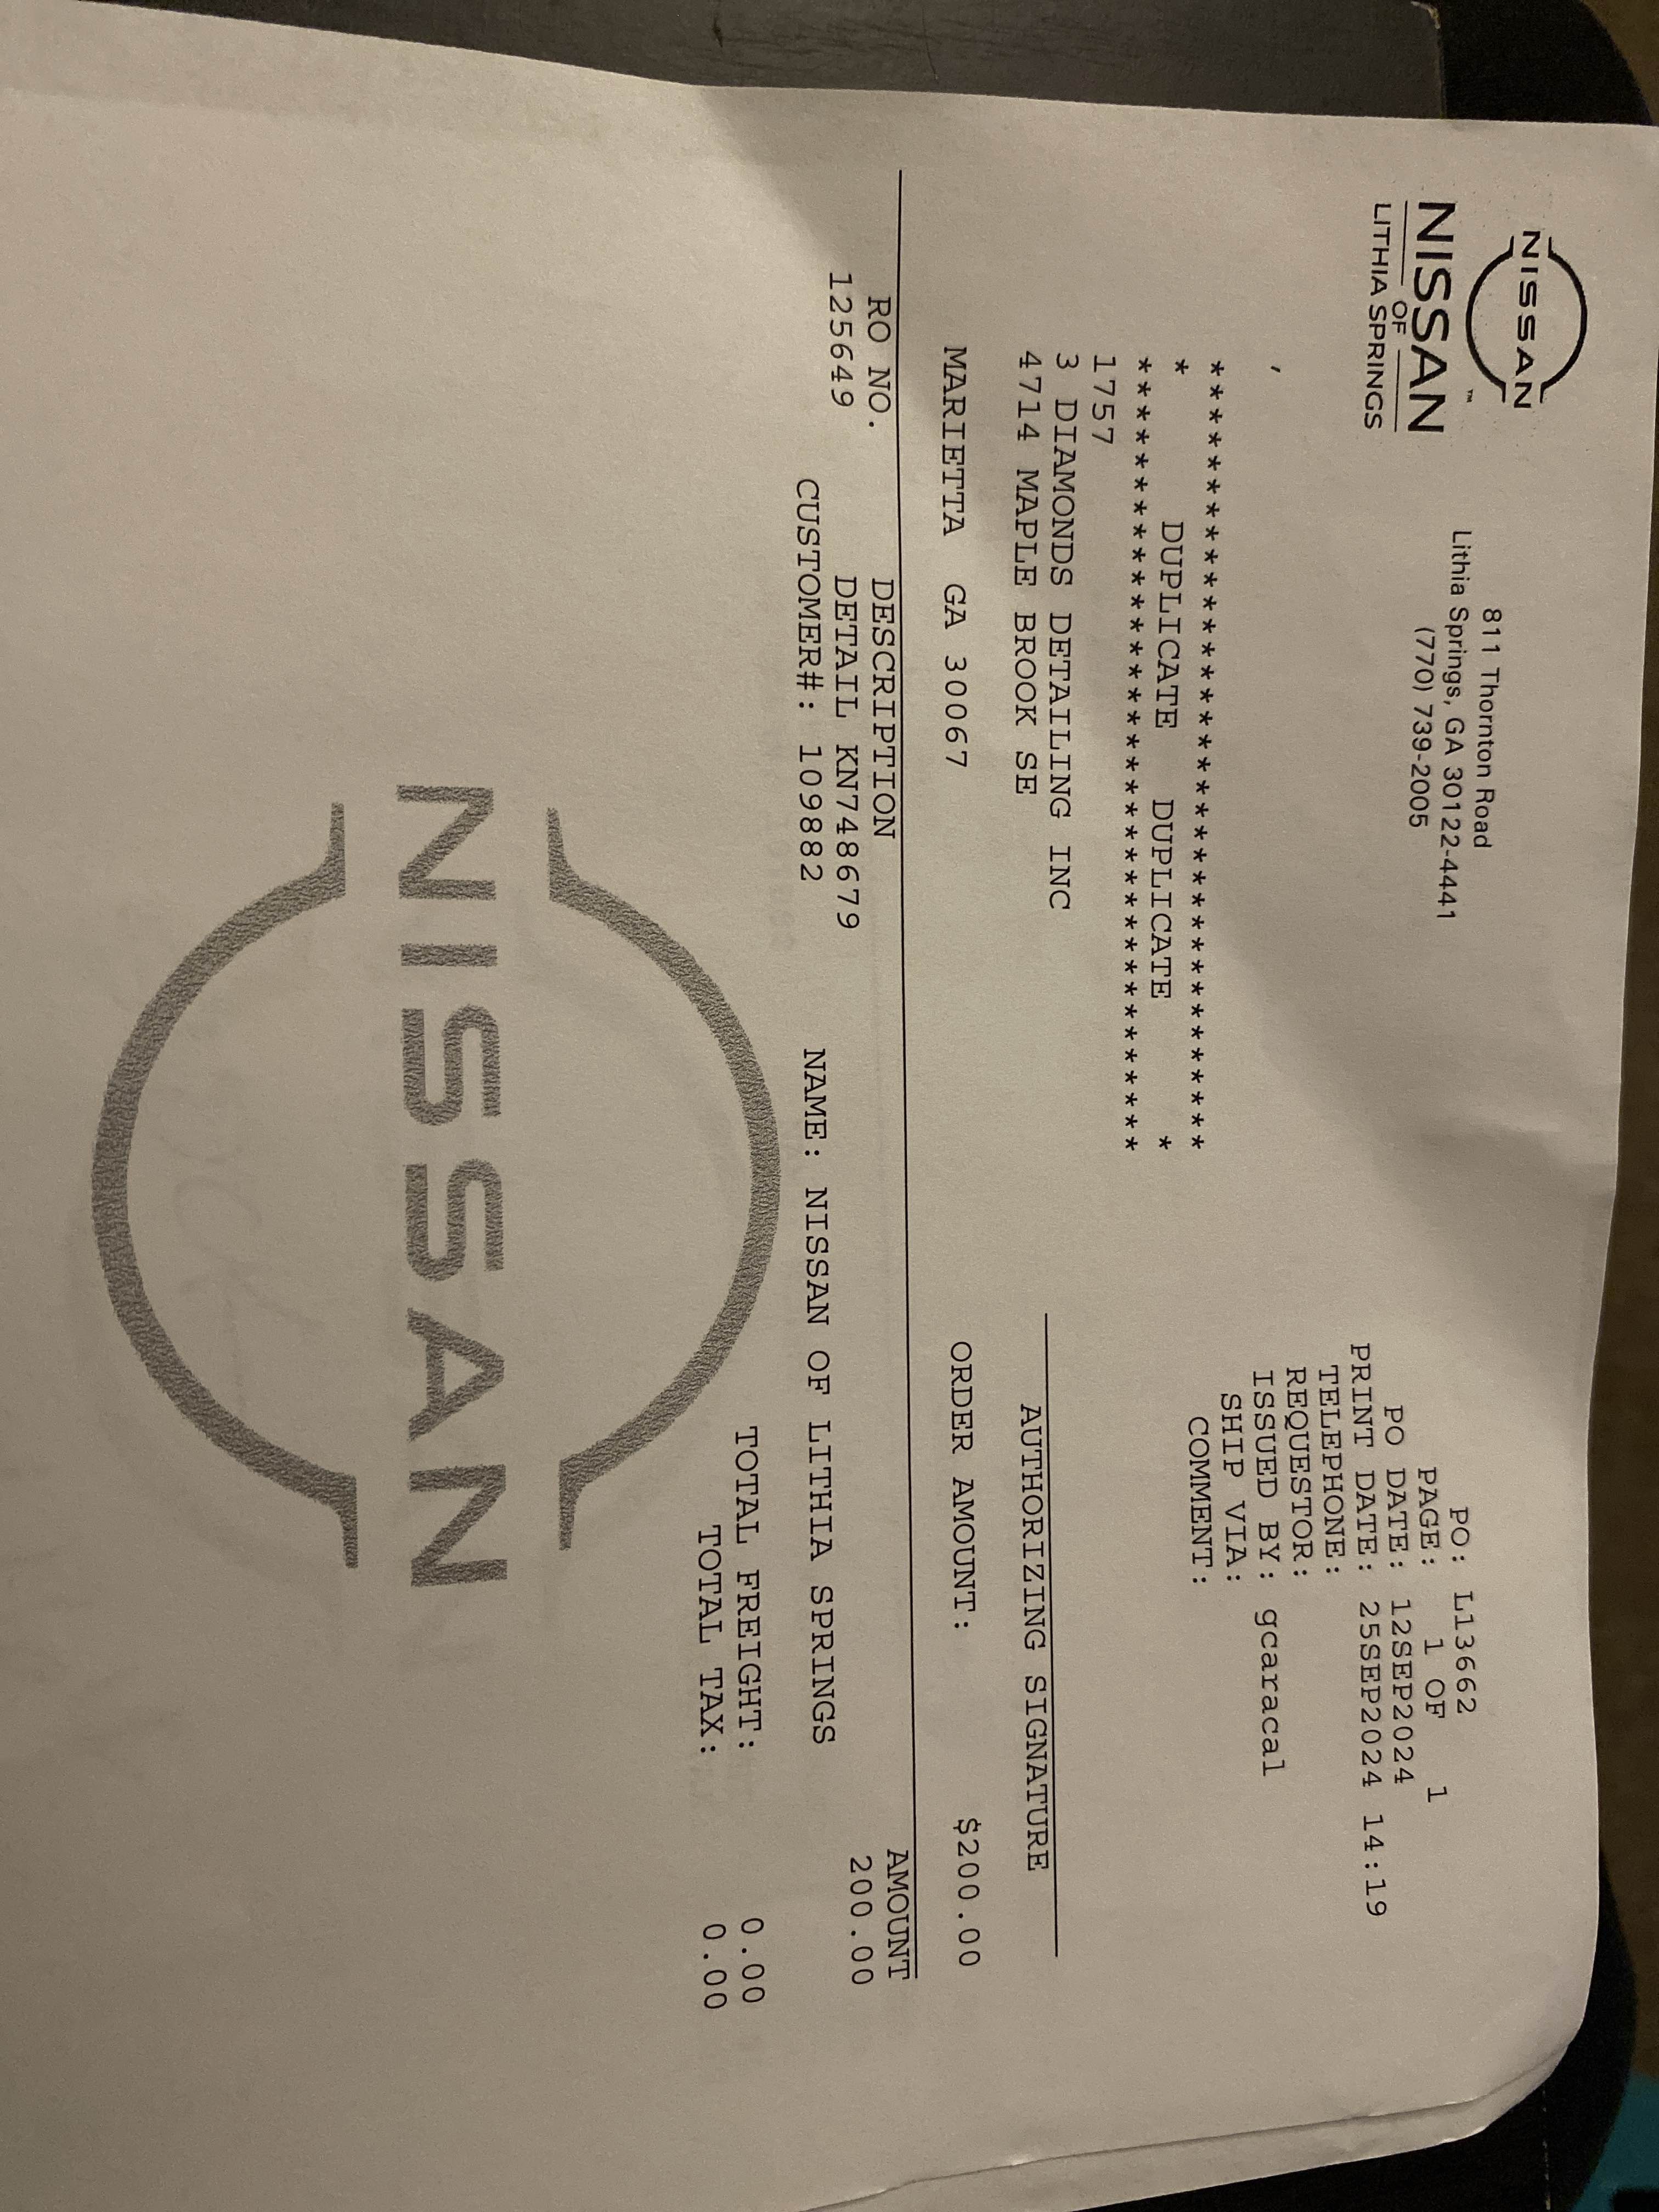 NISSAN
NISSAN™
OF
LITHIA SPRINGS
811 Thornton Road
Lithia Springs, GA 30122-4441
(770) 739-2005
PO: L13662
PAGE: 1 OF 1
PO DATE: 12SEP2024
PRINT DATE: 25SEP2024 14:19
TELEPHONE:
REQUESTOR:
ISSUED BY: gcaracal
SHIP VIA:
COMMENT:
,
***********************************
* DUPLICATE DUPLICATE *
***********************************
1757
3 DIAMONDS DETAILING INC
4714 MAPLE BROOK SE
MARIETTA GA 30067
AUTHORIZING SIGNATURE
ORDER AMOUNT: $200.00
RO NO. DESCRIPTION AMOUNT
125649 DETAIL KN748679 200.00
CUSTOMER#: 109882 NAME: NISSAN OF LITHIA SPRINGS
TOTAL FREIGHT: 0.00
TOTAL TAX: 0.00
NISSAN